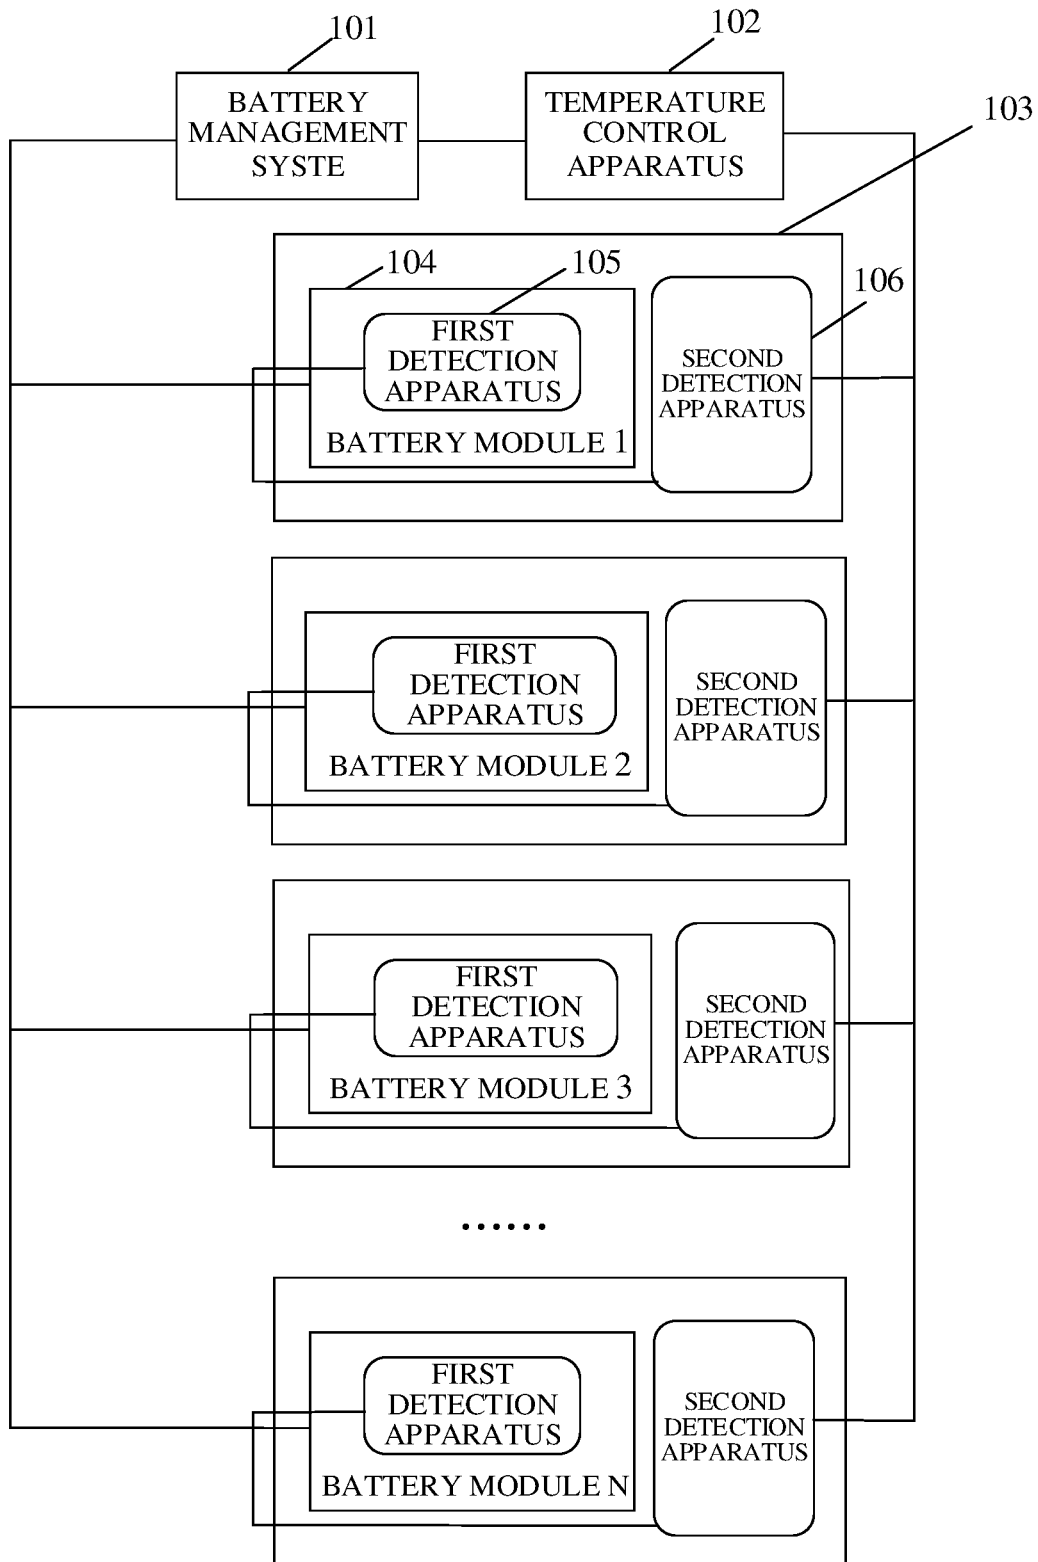 101
102
BATTERY
MANAGEMENT
SYSTE
TEMPERATURE
CONTROL
APPARATUS
103
104
105
106
FIRST
DETECTION
APPARATUS
BATTERY MODULE 1
SECOND
DETECTION
APPARATUS
FIRST
DETECTION
APPARATUS
BATTERY MODULE 2
SECOND
DETECTION
APPARATUS
FIRST
DETECTION
APPARATUS
BATTERY MODULE 3
SECOND
DETECTION
APPARATUS
......
FIRST
DETECTION
APPARATUS
BATTERY MODULE N
SECOND
DETECTION
APPARATUS